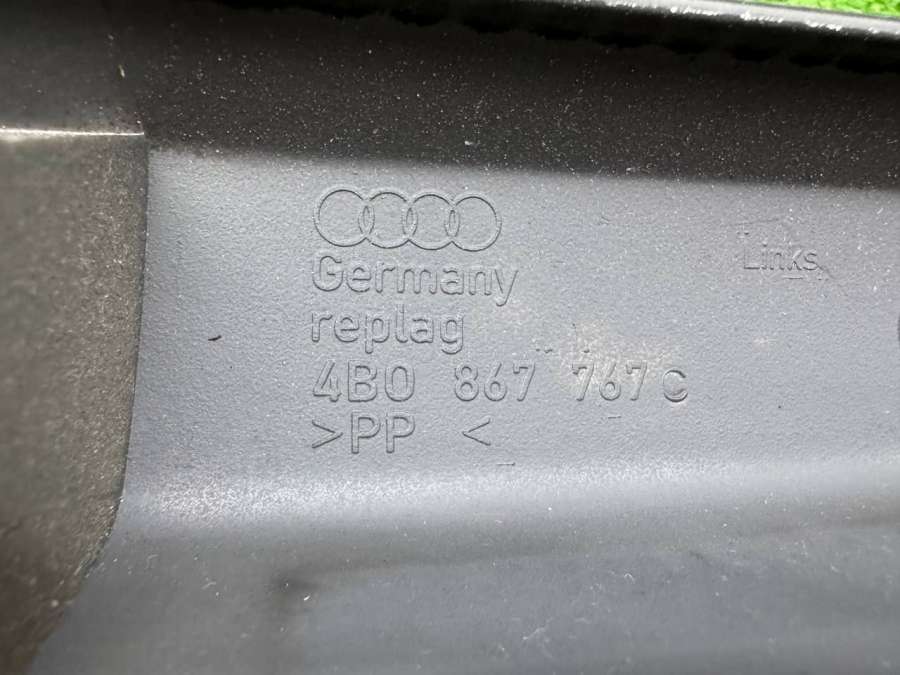 Germany
Links
replag
4B0 867 767 C
>PP <